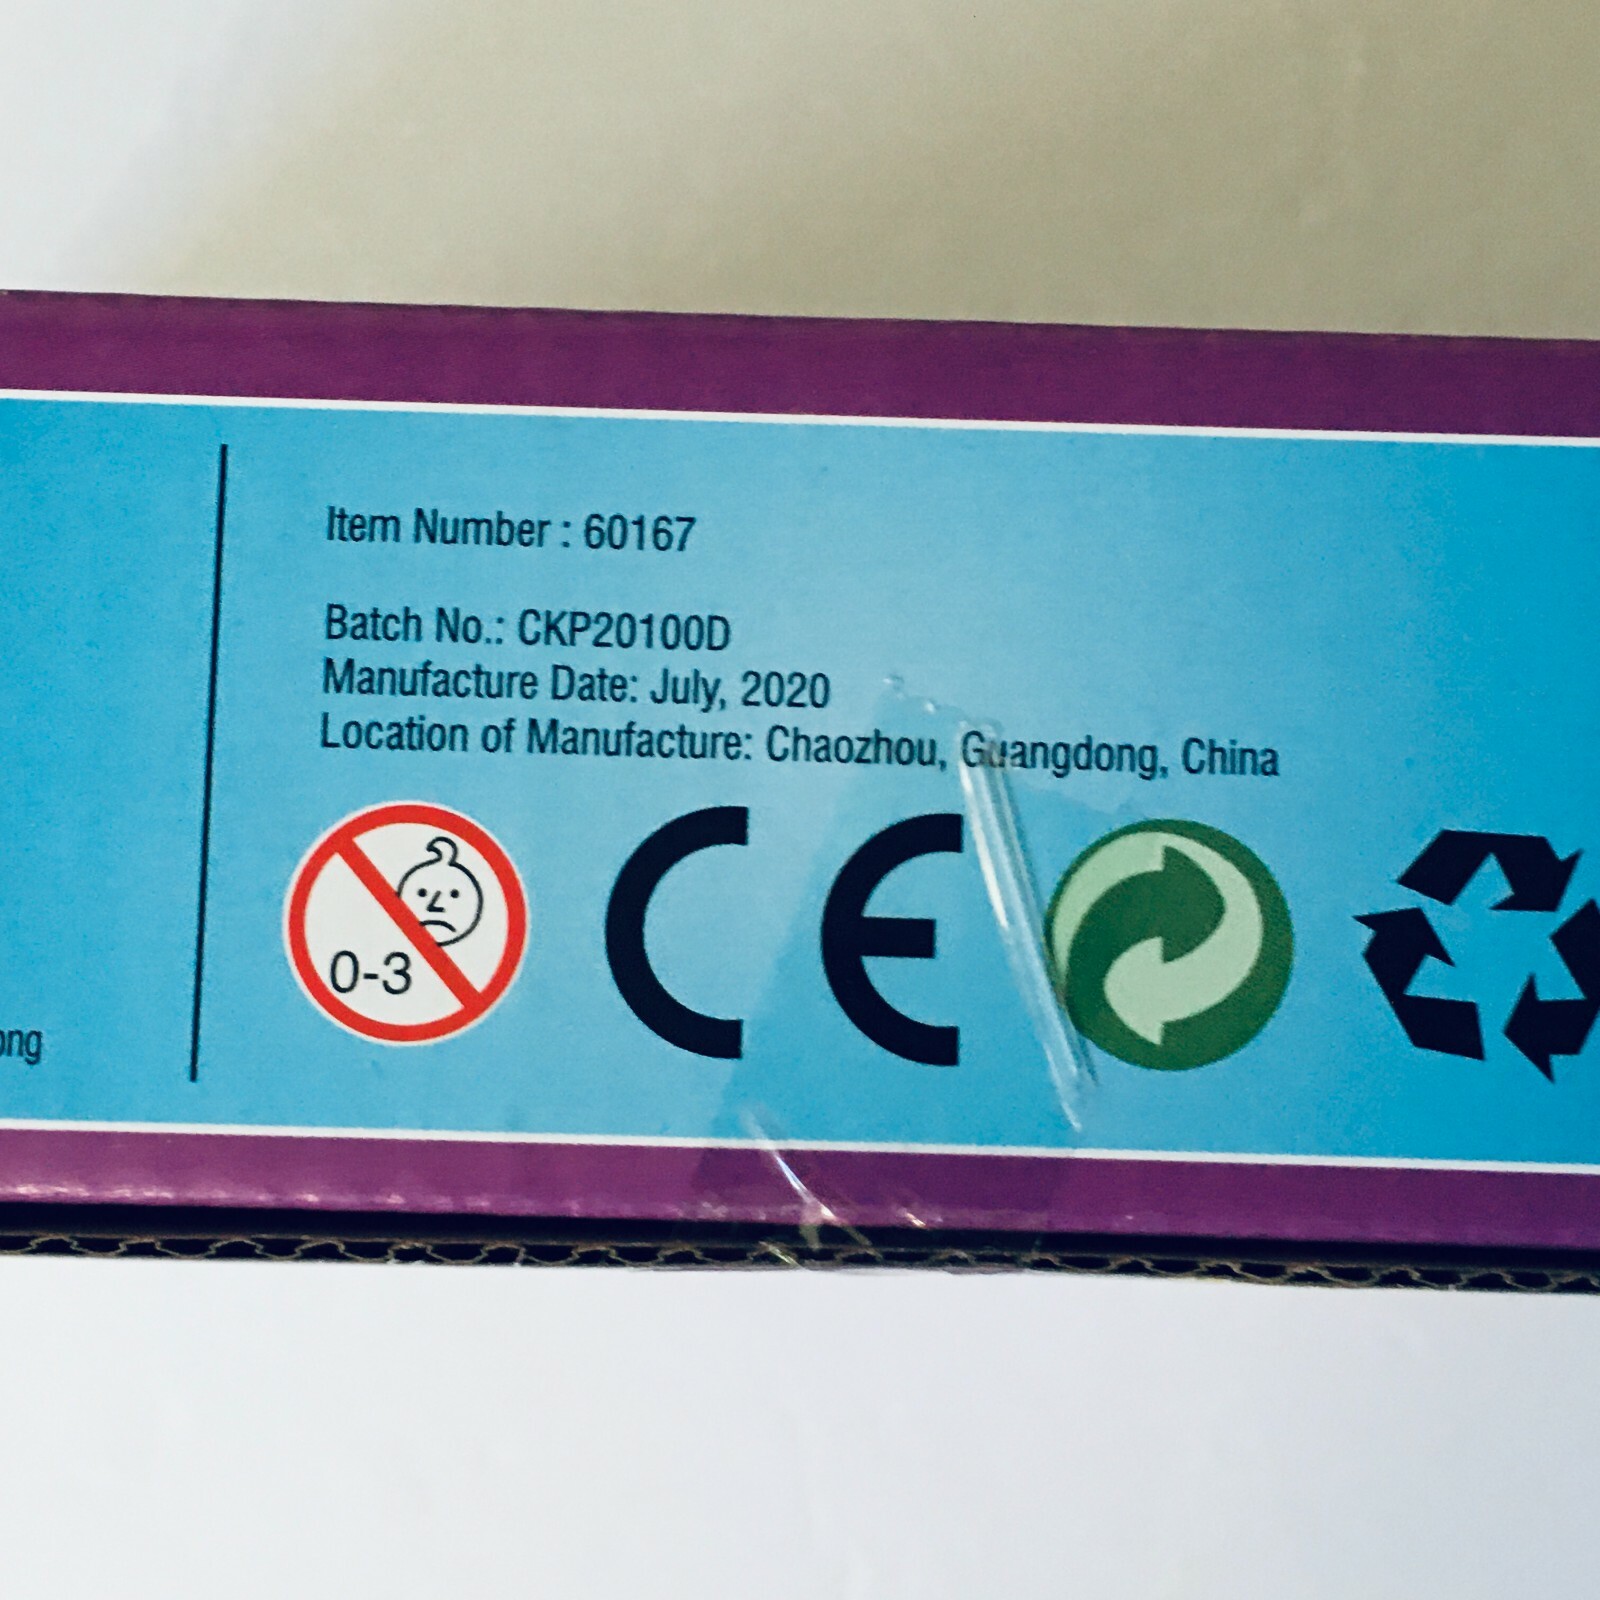 Item Number : 60167
Batch No.: CKP20100D
Manufacture Date: July, 2020
Location of Manufacture: Chaozhou, Guangdong, China
0-3
CE
ong